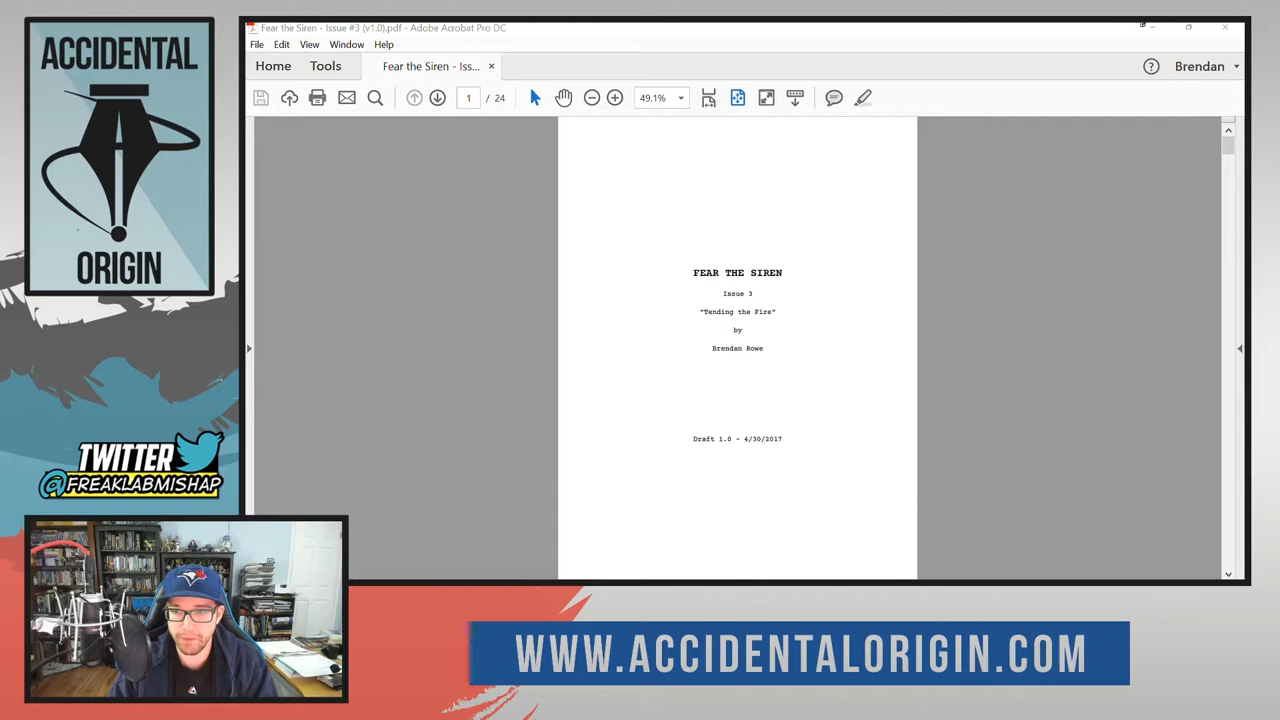 ACCIDENTAL
ORIGIN
Fear the Siren - Issue #3 (v1.0).pdf - Adobe Acrobat Pro DC
File Edit View Window Help
Home Tools Fear the Siren - Iss... × Brendan
1 / 24 49.1%
FEAR THE SIREN
Issue 3
"Tending the Fire"
by
Brendan Rowe
Draft 1.0 - 4/30/2017
TWITTER
@FREAKLABMISHAP
WWW.ACCIDENTALORIGIN.COM